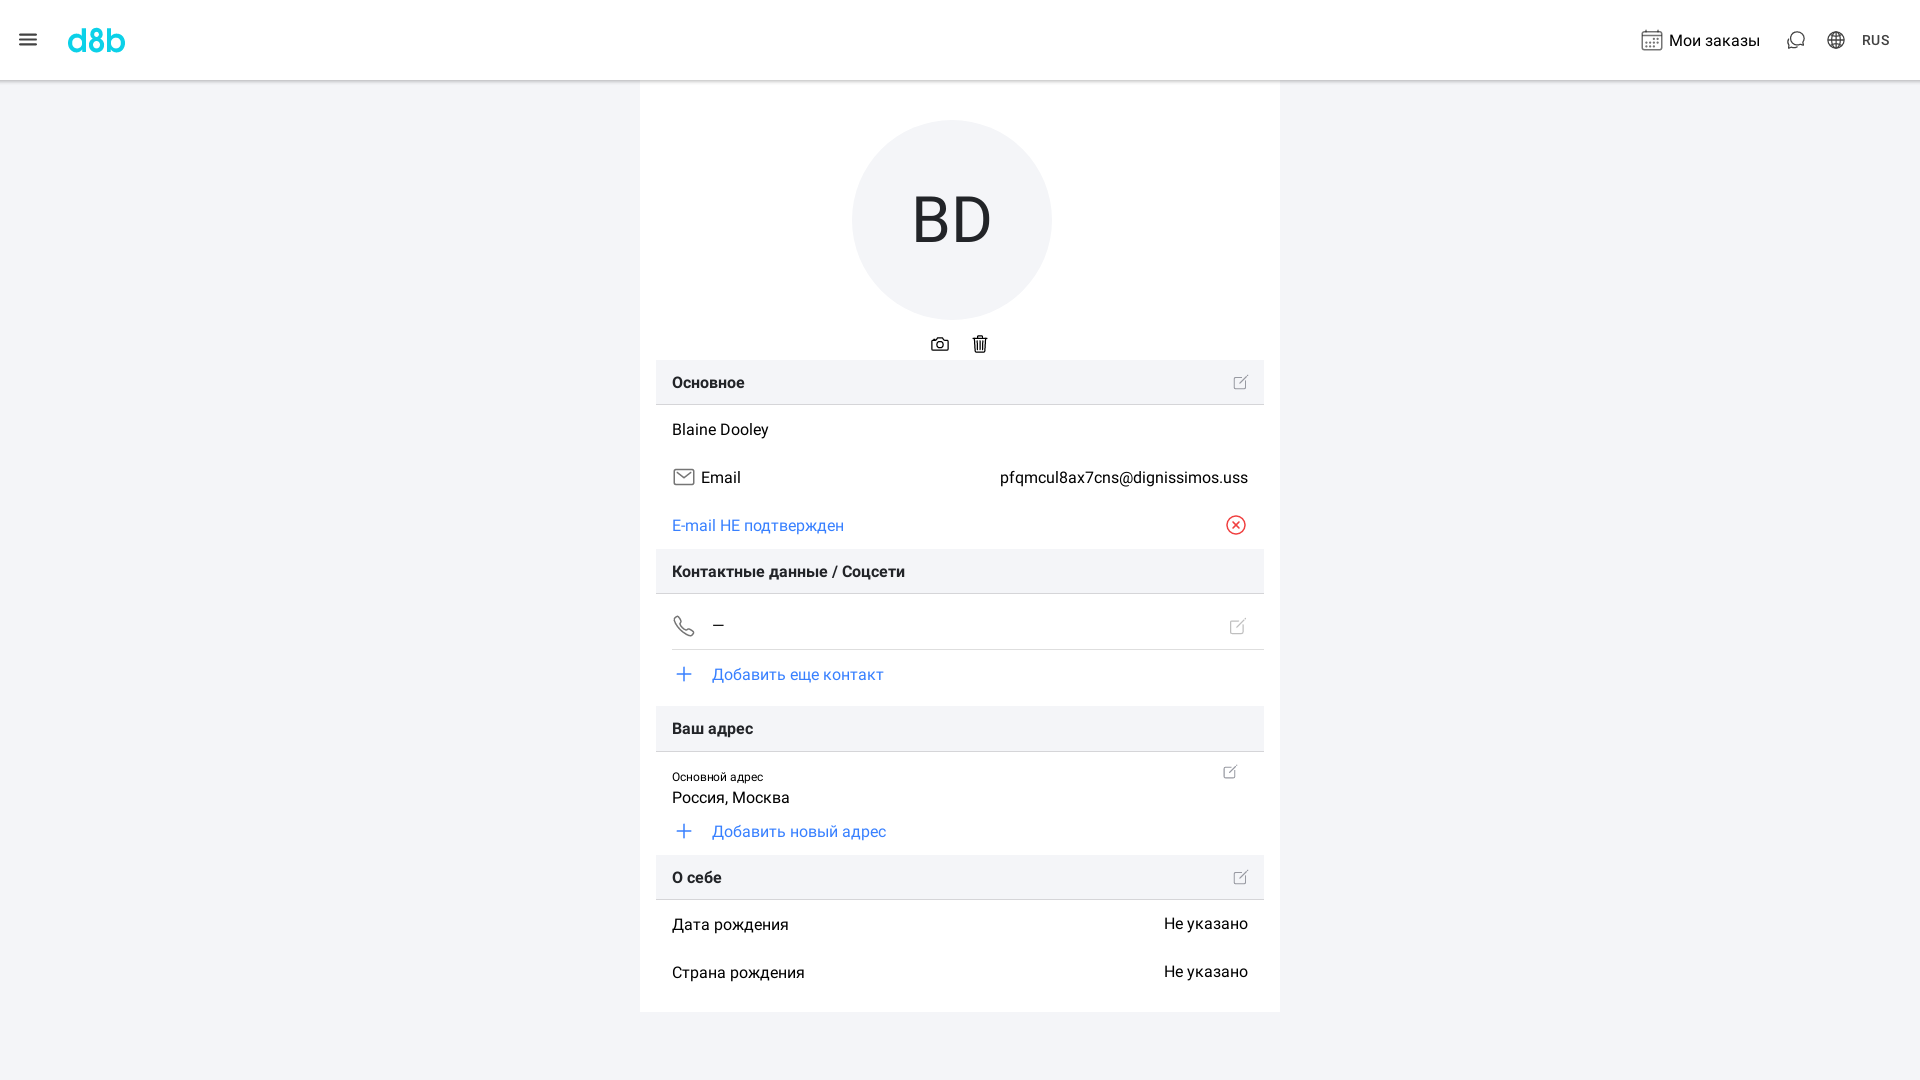 d8b
Мои заказы
RUS
BD
Основное
Blaine Dooley
Email
pfqmcul8ax7cns@dignissimos.uss
E-mail НЕ подтвержден
Контактные данные / Соцсети
—
Добавить еще контакт
Ваш адрес
Основной адрес
Россия, Москва
Добавить новый адрес
О себе
Дата рождения
Не указано
Страна рождения
Не указано